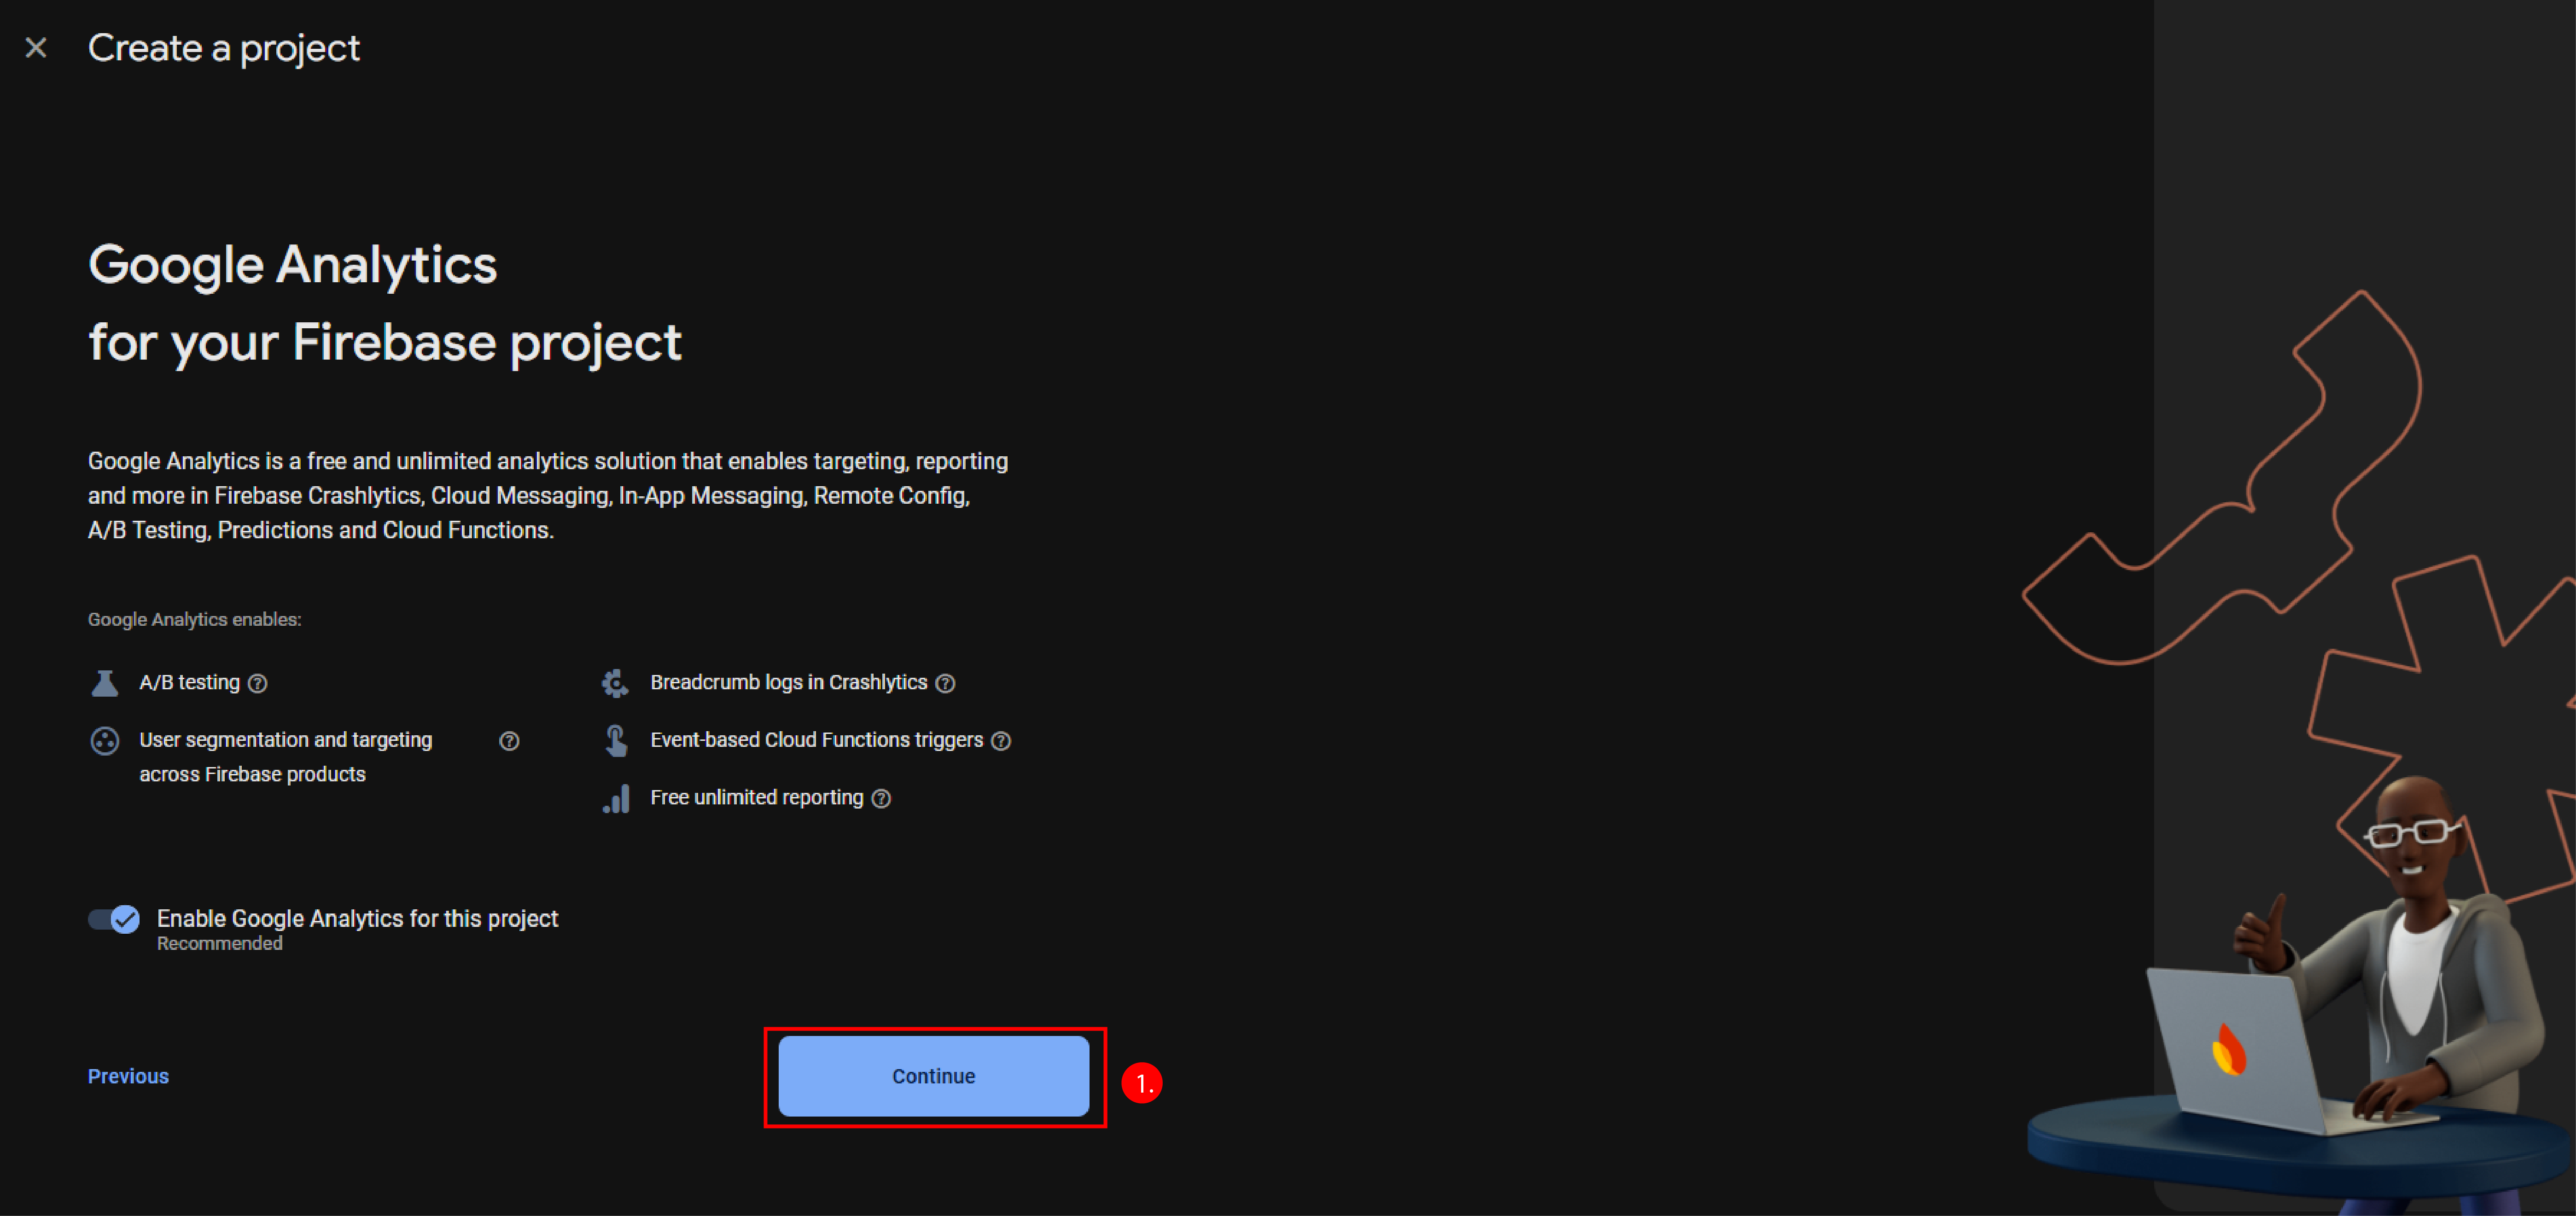 Create a project
Google Analytics
for your Firebase project
Google Analytics is a free and unlimited analytics solution that enables targeting, reporting
and more in Firebase Crashlytics, Cloud Messaging, In-App Messaging, Remote Config,
A/B Testing, Predictions and Cloud Functions.
Google Analytics enables:
A/B testing
User segmentation and targeting
across Firebase products
Breadcrumb logs in Crashlytics
Event-based Cloud Functions triggers
Free unlimited reporting
Enable Google Analytics for this project
Recommended
Previous
Continue
1.